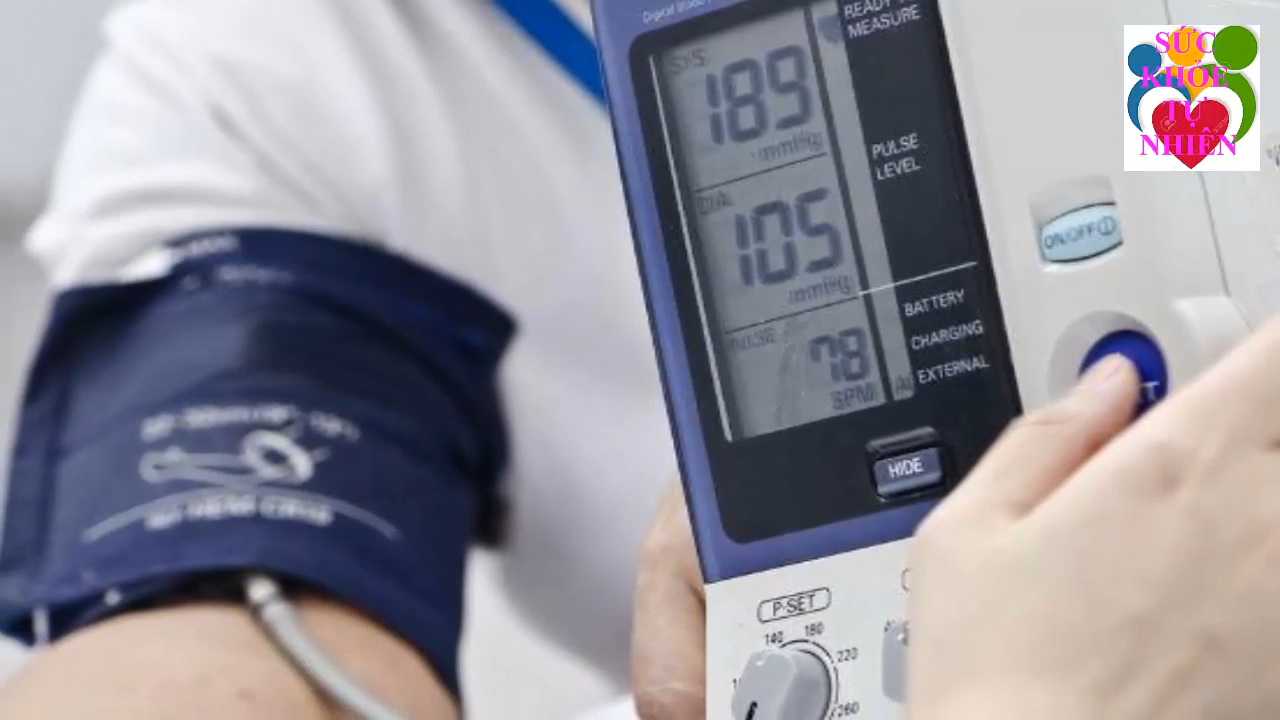 SYS
189
mmHg
DIA
105
mmHg
PULSE
78
READY TO
MEASURE
PULSE
LEVEL
BATTERY
CHARGING
EXTERNAL
HIDE
ON/OFF
P-SET
140
180
220
260
SỨC
KHỎE
TỰ
NHIÊN